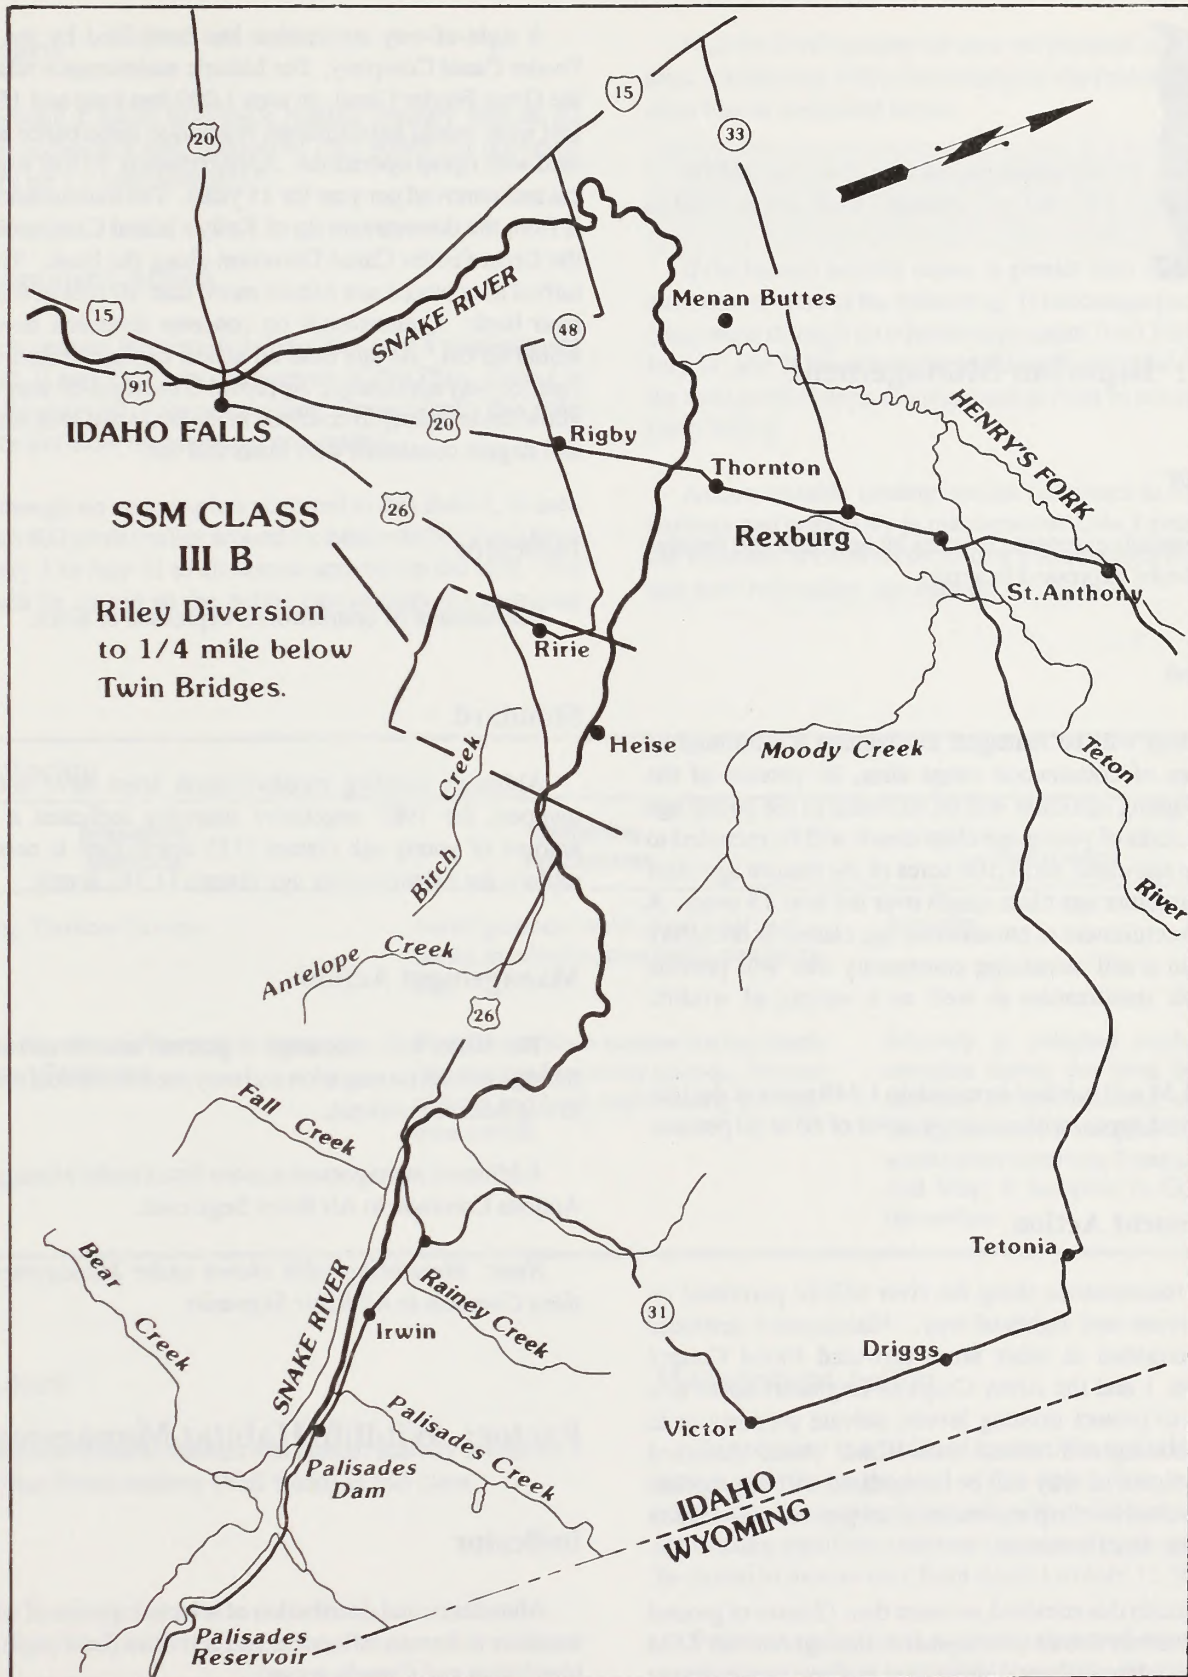 20
15
33
SNAKE RIVER
Menan Buttes
15
48
91
HENRY'S FORK
IDAHO FALLS
20
Rigby
Thornton
26
SSM CLASS
III B
Rexburg
St. Anthony
Riley Diversion
to 1/4 mile below
Twin Bridges.
Ririe
Heise
Moody Creek
Teton
River
Birch Creek
Antelope Creek
26
Fall
Creek
Bear
Creek
SNAKE RIVER
Rainey Creek
Irwin
31
Tetonia
Driggs
Victor
Palisades Creek
Palisades
Dam
IDAHO
WYOMING
Palisades
Reservoir